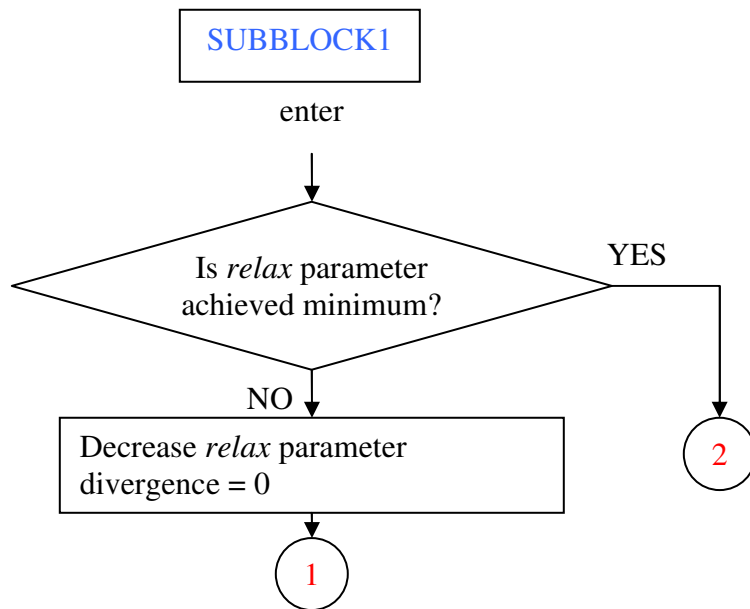 SUBBLOCK1
enter
Is relax parameter
achieved minimum?
YES
NO
Decrease relax parameter
divergence = 0
2
1